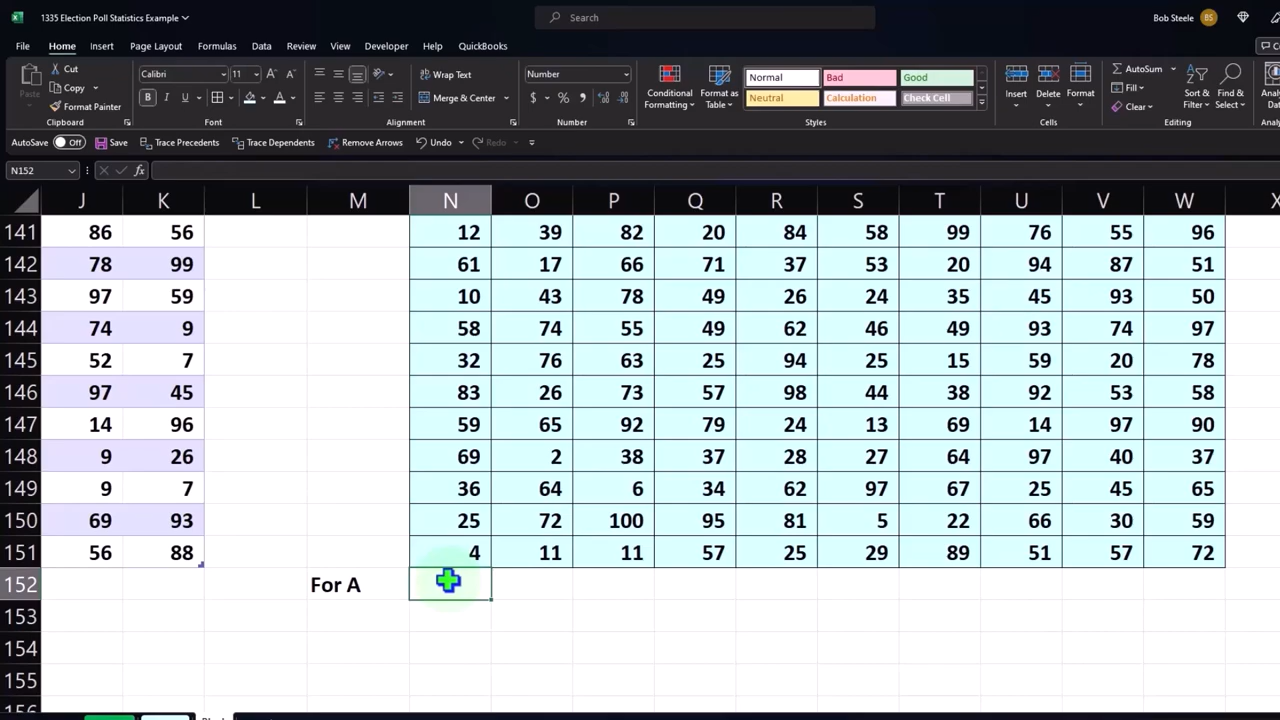 1335 Election Poll Statistics Example
Search
Bob Steele BS
File Home Insert Page Layout Formulas Data Review View Developer Help QuickBooks
Cut
Copy
Format Painter
Paste
Clipboard
Calibri 11
B I U
Font
Wrap Text
Merge & Center
Alignment
Number
$ %
Number
Conditional Formatting
Format as Table
Normal Bad Good
Neutral Calculation Check Cell
Styles
Insert Delete Format
Cells
AutoSum
Fill
Clear
Sort & Filter
Find & Select
Editing
AutoSave Off Save Trace Precedents Trace Dependents Remove Arrows Undo Redo
N152
J K L M N O P Q R S T U V W X
141 86 56 12 39 82 20 84 58 99 76 55 96
142 78 99 61 17 66 71 37 53 20 94 87 51
143 97 59 10 43 78 49 26 24 35 45 93 50
144 74 9 58 74 55 49 62 46 49 93 74 97
145 52 7 32 76 63 25 94 25 15 59 20 78
146 97 45 83 26 73 57 98 44 38 92 53 58
147 14 96 59 65 92 79 24 13 69 14 97 90
148 9 26 69 2 38 37 28 27 64 97 40 37
149 9 7 36 64 6 34 62 97 67 25 45 65
150 69 93 25 72 100 95 81 5 22 66 30 59
151 56 88 4 11 11 57 25 29 89 51 57 72
152 For A
153
154
155
156